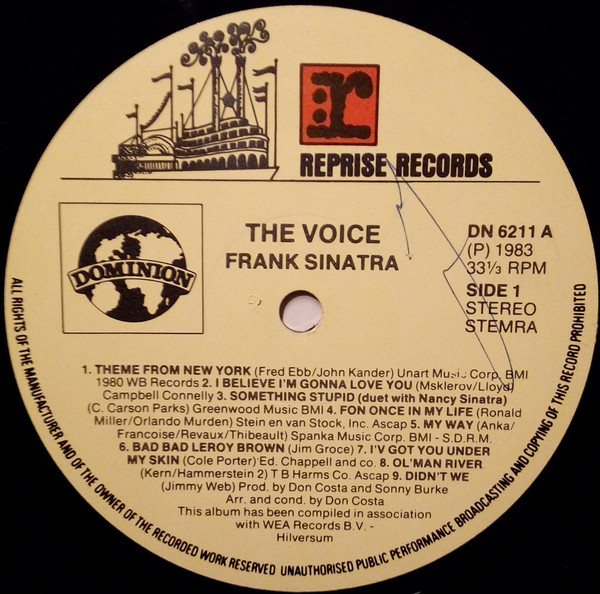 REPRISE RECORDS
DOMINION
THE VOICE
FRANK SINATRA
DN 6211 A
(P) 1983
33⅓ RPM
SIDE 1
STEREO
STEMRA
1. THEME FROM NEW YORK (Fred Ebb/John Kander) Unart Music Corp. BMI
1980 WB Records 2. I BELIEVE I'M GONNA LOVE YOU (Msklerov/Lloyd
Campbell Connelly 3. SOMETHING STUPID (duet with Nancy Sinatra)
(C. Carson Parks) Greenwood Music BMI 4. FON ONCE IN MY LIFE (Ronald
Miller/Orlando Murden) Stein en van Stock, Inc. Ascap 5. MY WAY (Anka/
Francoise/Revaux/Thibeault) Spanka Music Corp. BMI - S.D.R.M.
6. BAD BAD LEROY BROWN (Jim Groce) 7. I'V GOT YOU UNDER
MY SKIN (Cole Porter) Ed. Chappell and co. 8. OL'MAN RIVER
(Kern/Hammerstein 2) T B Harms Co. Ascap 9. DIDN'T WE
(Jimmy Web) Prod. by Don Costa and Sonny Burke
Arr. and cond. by Don Costa
This album has been compiled in association
with WEA Records B.V. -
Hilversum
ALL RIGHTS OF THE MANUFACTURER AND OF THE OWNER OF THE RECORDED WORK RESERVED UNAUTHORISED PUBLIC PERFORMANCE BROADCASTING AND COPYING OF THIS RECORD PROHIBITED